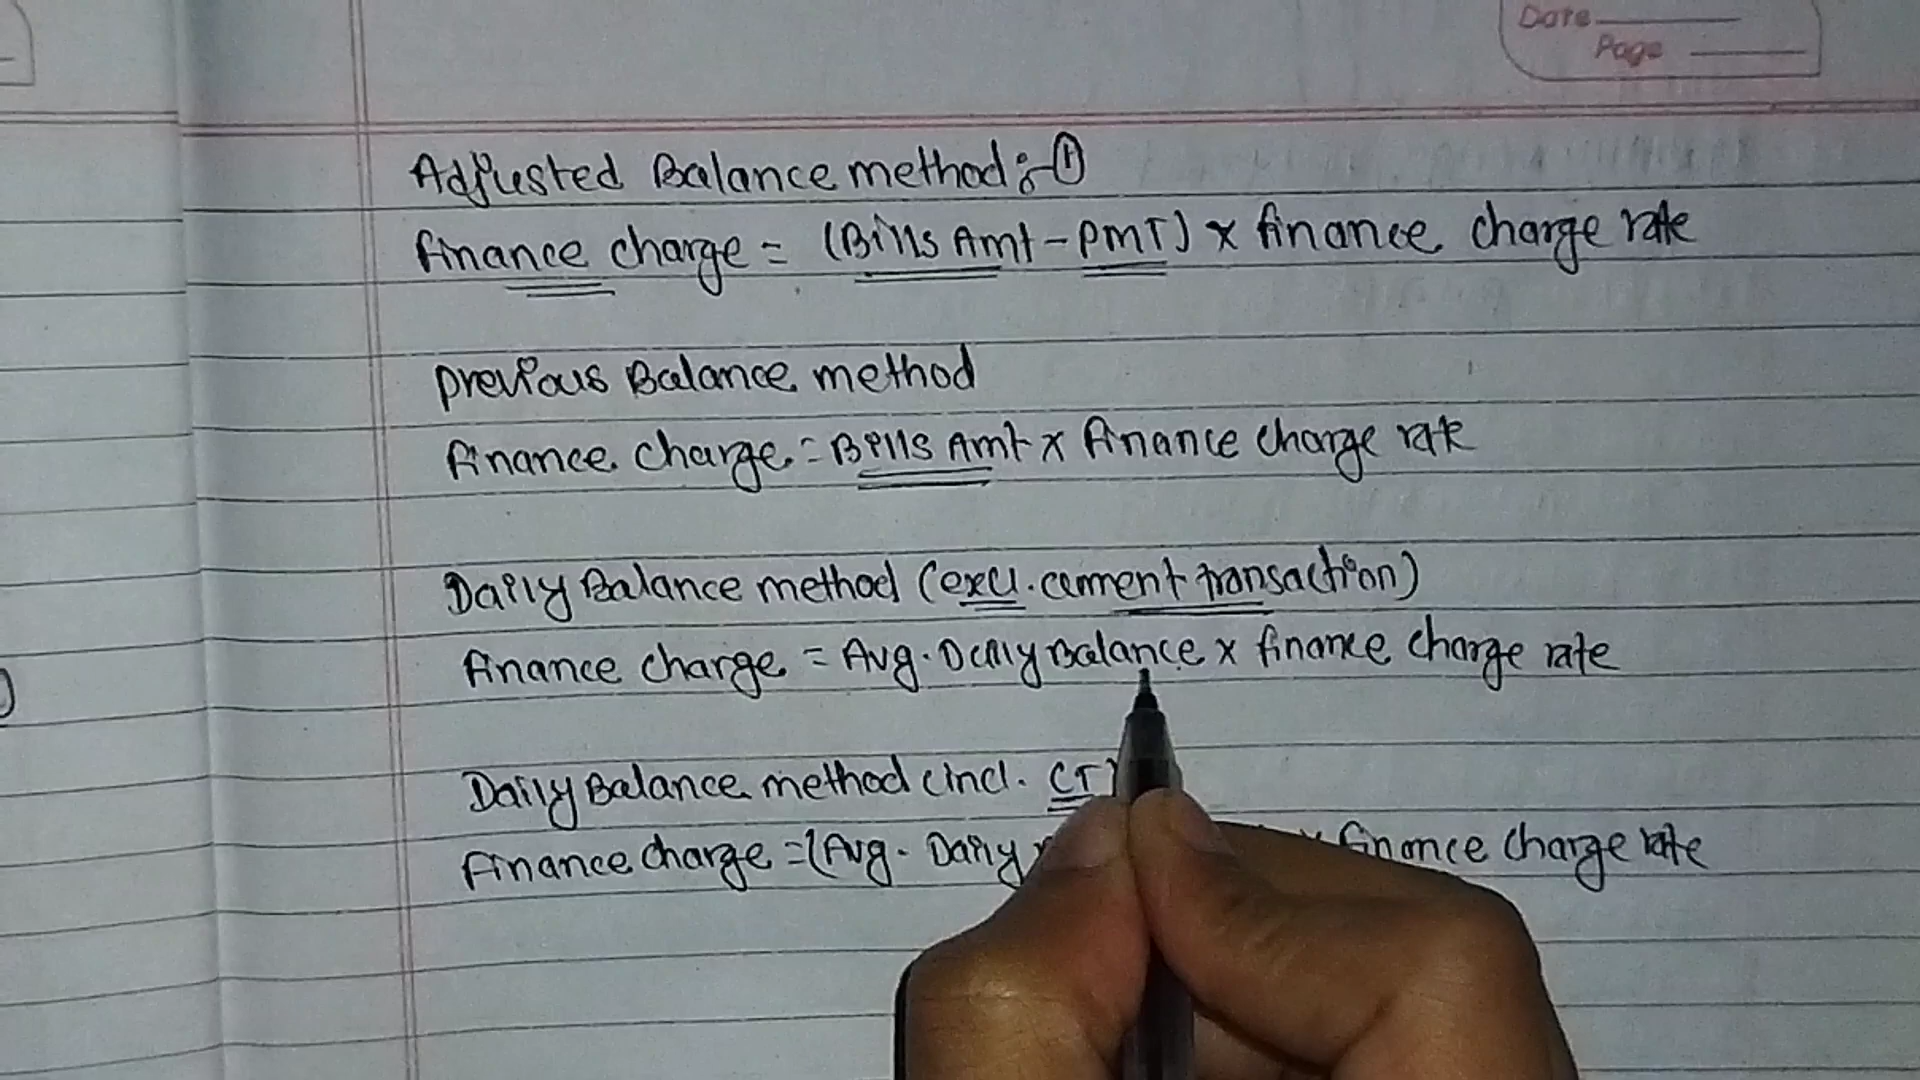 Date
Page
Adjusted Balance method :- ①
finance charge = (Bills Amt - PMT) x finance charge rate
previous Balance method
finance charge = Bills Amt x finance charge rate
Daily Balance method (excl. current transaction)
finance charge = Avg. Daily Balance x finance charge rate
Daily Balance method (incl. CT)
finance charge = (Avg. Daily x finance charge rate